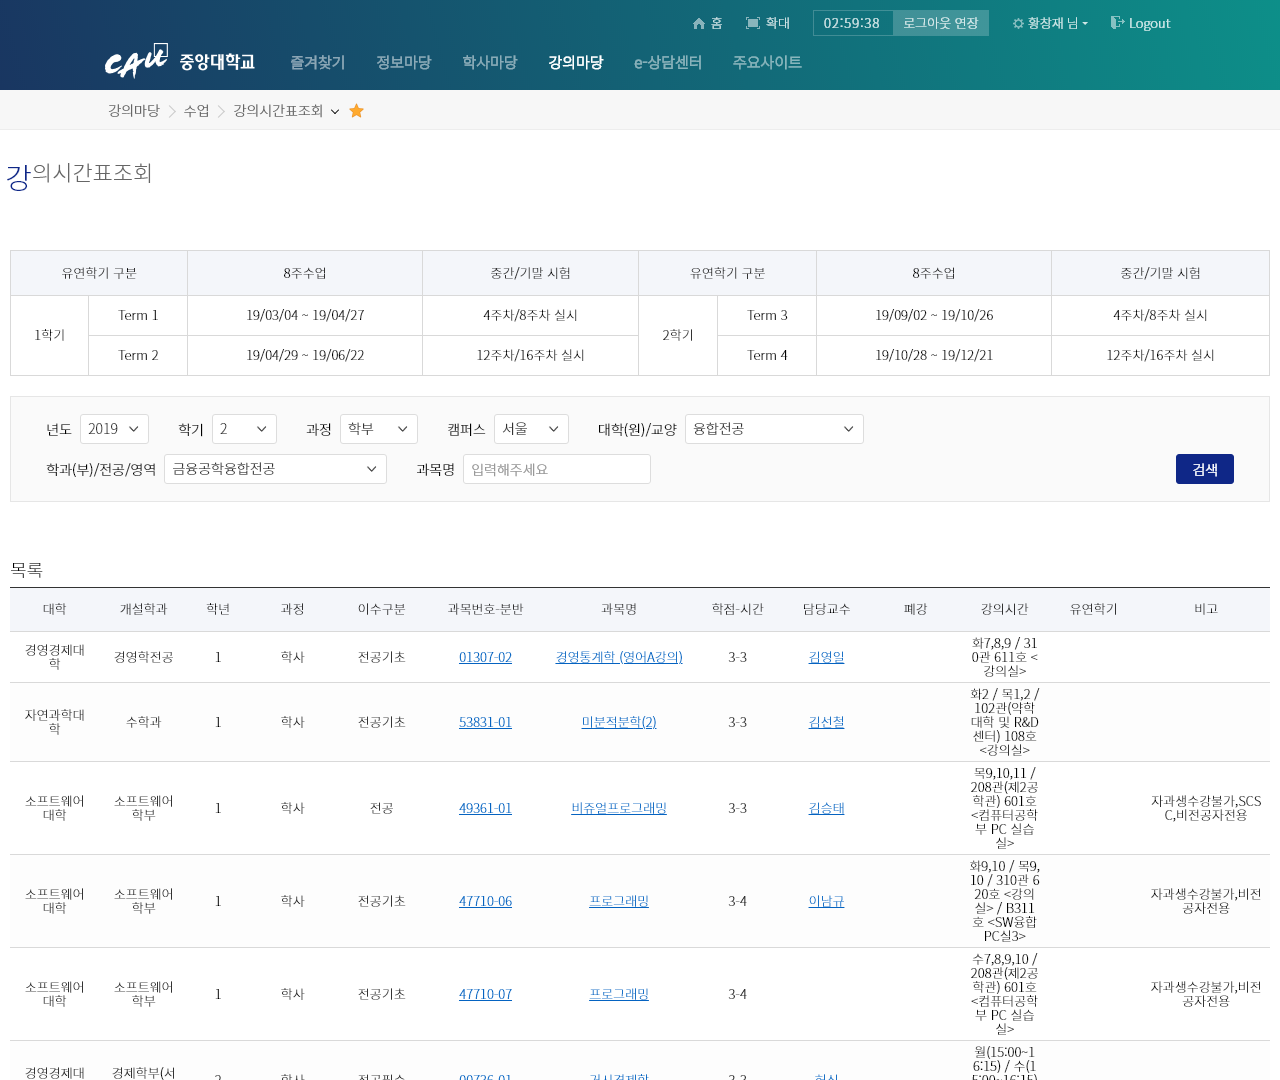 홈 확대 02:59:38 로그아웃 연장 황창재 님 Logout
CAU 중앙대학교 즐겨찾기 정보마당 학사마당 강의마당 e-상담센터 주요사이트
강의마당 수업 강의시간표조회
강의시간표조회
유연학기 구분 8주수업 중간/기말 시험 유연학기 구분 8주수업 중간/기말 시험
1학기 Term 1 19/03/04 ~ 19/04/27 4주차/8주차 실시 2학기 Term 3 19/09/02 ~ 19/10/26 4주차/8주차 실시
Term 2 19/04/29 ~ 19/06/22 12주차/16주차 실시 Term 4 19/10/28 ~ 19/12/21 12주차/16주차 실시
년도 2019 학기 2 과정 학부 캠퍼스 서울 대학(원)/교양 융합전공
학과(부)/전공/영역 금융공학융합전공 과목명 입력해주세요 검색
목록
대학 개설학과 학년 과정 이수구분 과목번호-분반 과목명 학점-시간 담당교수 폐강 강의시간 유연학기 비고
경영경제대
학
경영학전공 1 학사 전공기초 01307-02 경영통계학 (영어A강의) 3-3 김영일
화7,8,9 / 31
0관 611호 <
강의실>
자연과학대
학
수학과 1 학사 전공기초 53831-01 미분적분학(2) 3-3 김선철
화2 / 목1,2 /
102관(약학
대학 및 R&D
센터) 108호
<강의실>
소프트웨어
대학
소프트웨어
학부
1 학사 전공 49361-01 비쥬얼프로그래밍 3-3 김승태
목9,10,11 /
208관(제2공
학관) 601호
<컴퓨터공학
부 PC 실습
실>
자과생수강불가,SCS
C,비전공자전용
소프트웨어
대학
소프트웨어
학부
1 학사 전공기초 47710-06 프로그래밍 3-4 이남규
화9,10 / 목9,
10 / 310관 6
20호 <강의
실> / B311
호 <SW융합
PC실3>
자과생수강불가,비전
공자전용
소프트웨어
대학
소프트웨어
학부
1 학사 전공기초 47710-07 프로그래밍 3-4
수7,8,9,10 /
208관(제2공
학관) 601호
<컴퓨터공학
부 PC 실습
실>
자과생수강불가,비전
공자전용
경영경제대
경제학부(서
월(15:00~1
6:15) / 수(1